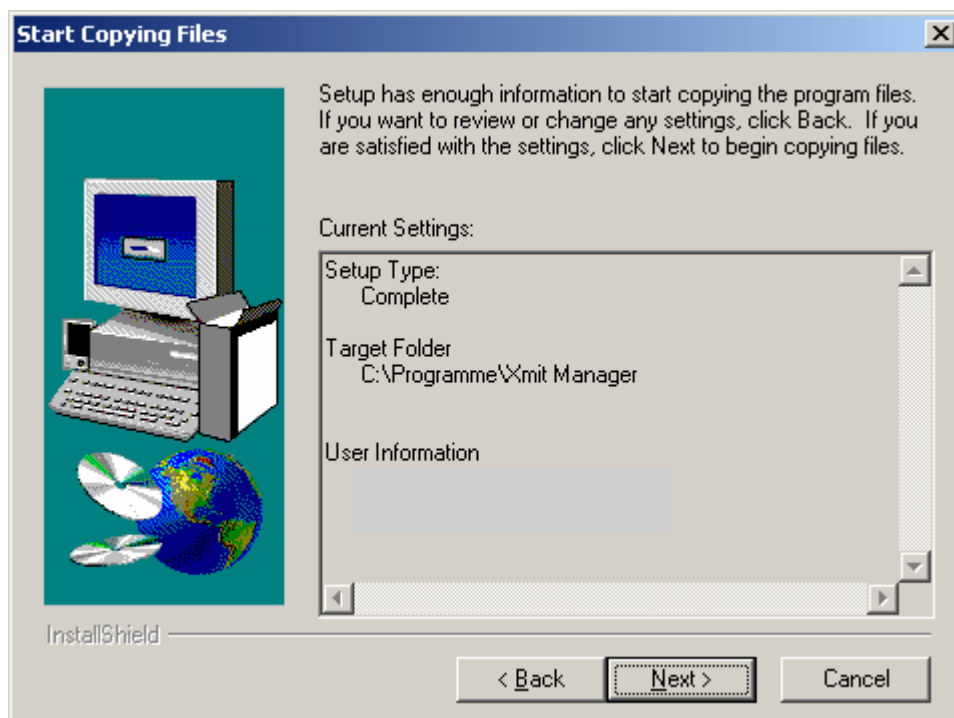 Start Copying Files
Setup has enough information to start copying the program files.
If you want to review or change any settings, click Back.  If you
are satisfied with the settings, click Next to begin copying files.
Current Settings:
Setup Type:
Complete
Target Folder
C:\Programme\Xmit Manager
User Information
InstallShield
< Back
Next >
Cancel